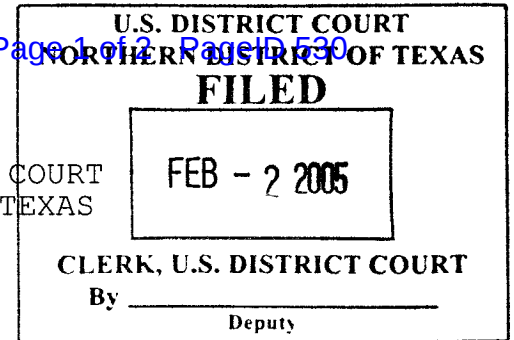 U.S. DISTRICT COURT
Page 1 of 2 PageID 530
NORTHERN DISTRICT OF TEXAS
FILED
COURT
TEXAS
FEB - 2 2005
CLERK, U.S. DISTRICT COURT
By
Deputy